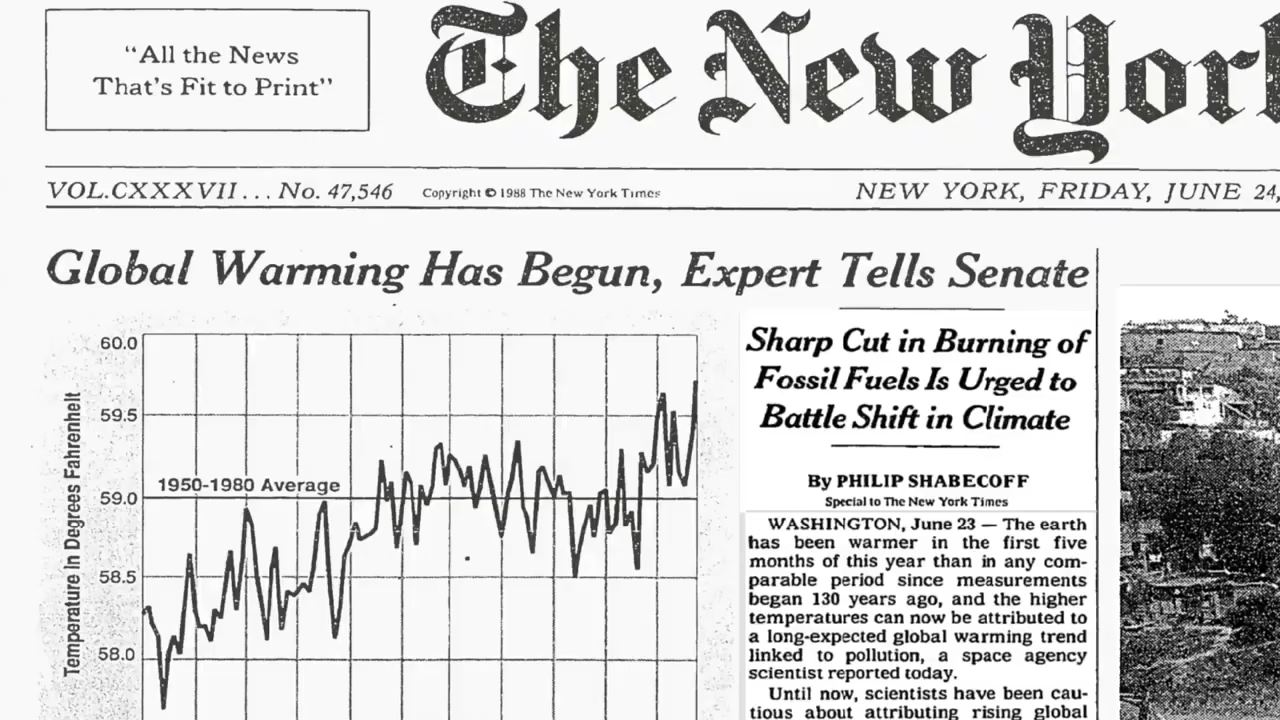 “All the News
That’s Fit to Print”
The New York
VOL.CXXXVII... No. 47,546
Copyright © 1988 The New York Times
NEW YORK, FRIDAY, JUNE 24,
Global Warming Has Begun, Expert Tells Senate
Temperature in Degrees Fahrenheit
60.0
59.5
59.0
58.5
58.0
1950-1980 Average
Sharp Cut in Burning of
Fossil Fuels Is Urged to
Battle Shift in Climate
By PHILIP SHABECOFF
Special to The New York Times
WASHINGTON, June 23 — The earth
has been warmer in the first five
months of this year than in any com-
parable period since measurements
began 130 years ago, and the higher
temperatures can now be attributed to
a long-expected global warming trend
linked to pollution, a space agency
scientist reported today.
Until now, scientists have been cau-
tious about attributing rising global